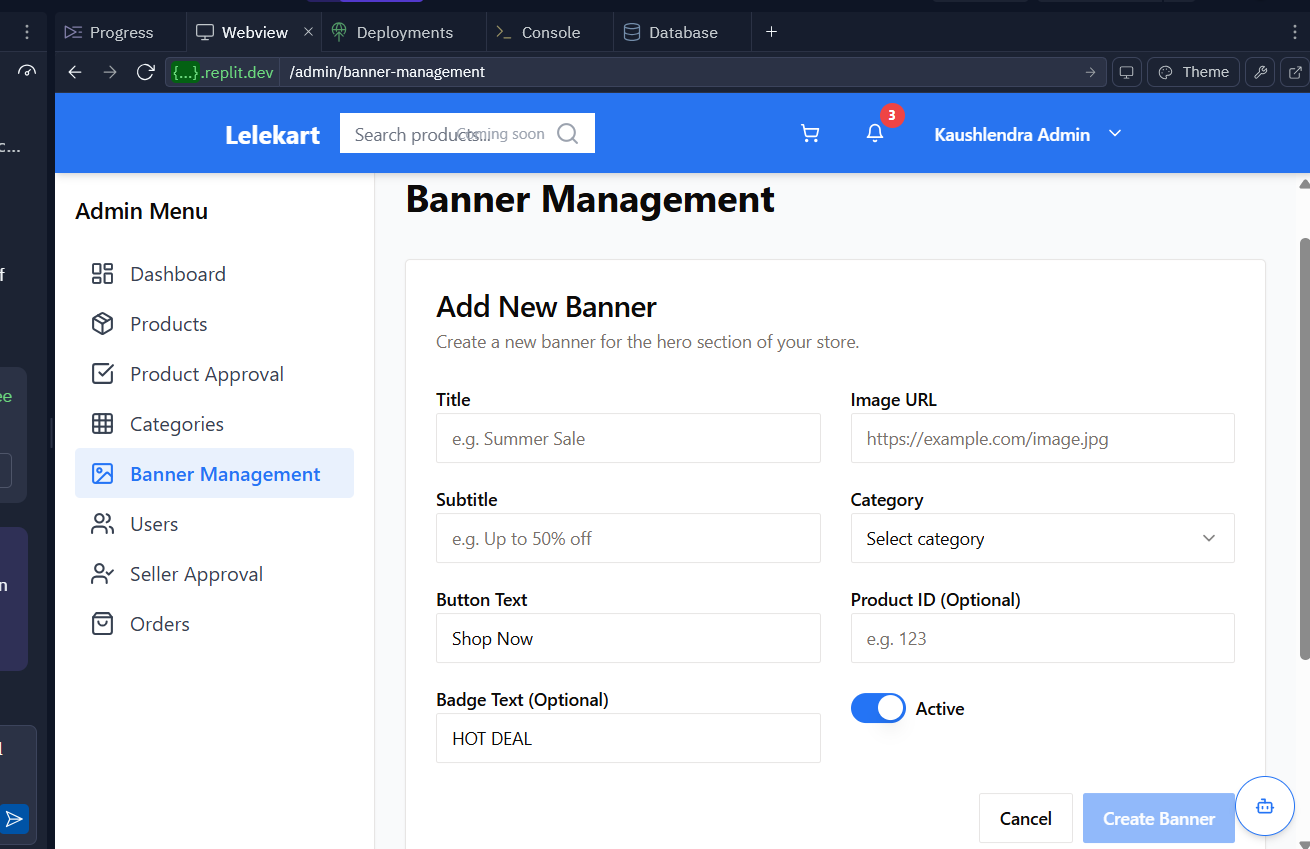 Progress
Webview
Deployments
Console
Database
{...}.replit.dev
/admin/banner-management
Theme
Lelekart
Search products...
Coming soon
3
Kaushlendra Admin
Admin Menu
Dashboard
Products
Product Approval
Categories
Banner Management
Users
Seller Approval
Orders
Banner Management
Add New Banner
Create a new banner for the hero section of your store.
Title
Image URL
e.g. Summer Sale
https://example.com/image.jpg
Subtitle
Category
e.g. Up to 50% off
Select category
Button Text
Product ID (Optional)
Shop Now
e.g. 123
Badge Text (Optional)
Active
HOT DEAL
Cancel
Create Banner